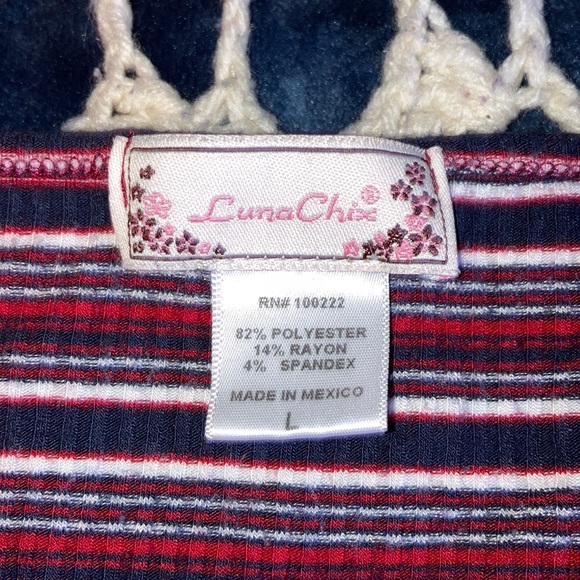 LunaChix®
RN# 100222
82% POLYESTER
14% RAYON
4% SPANDEX
MADE IN MEXICO
L